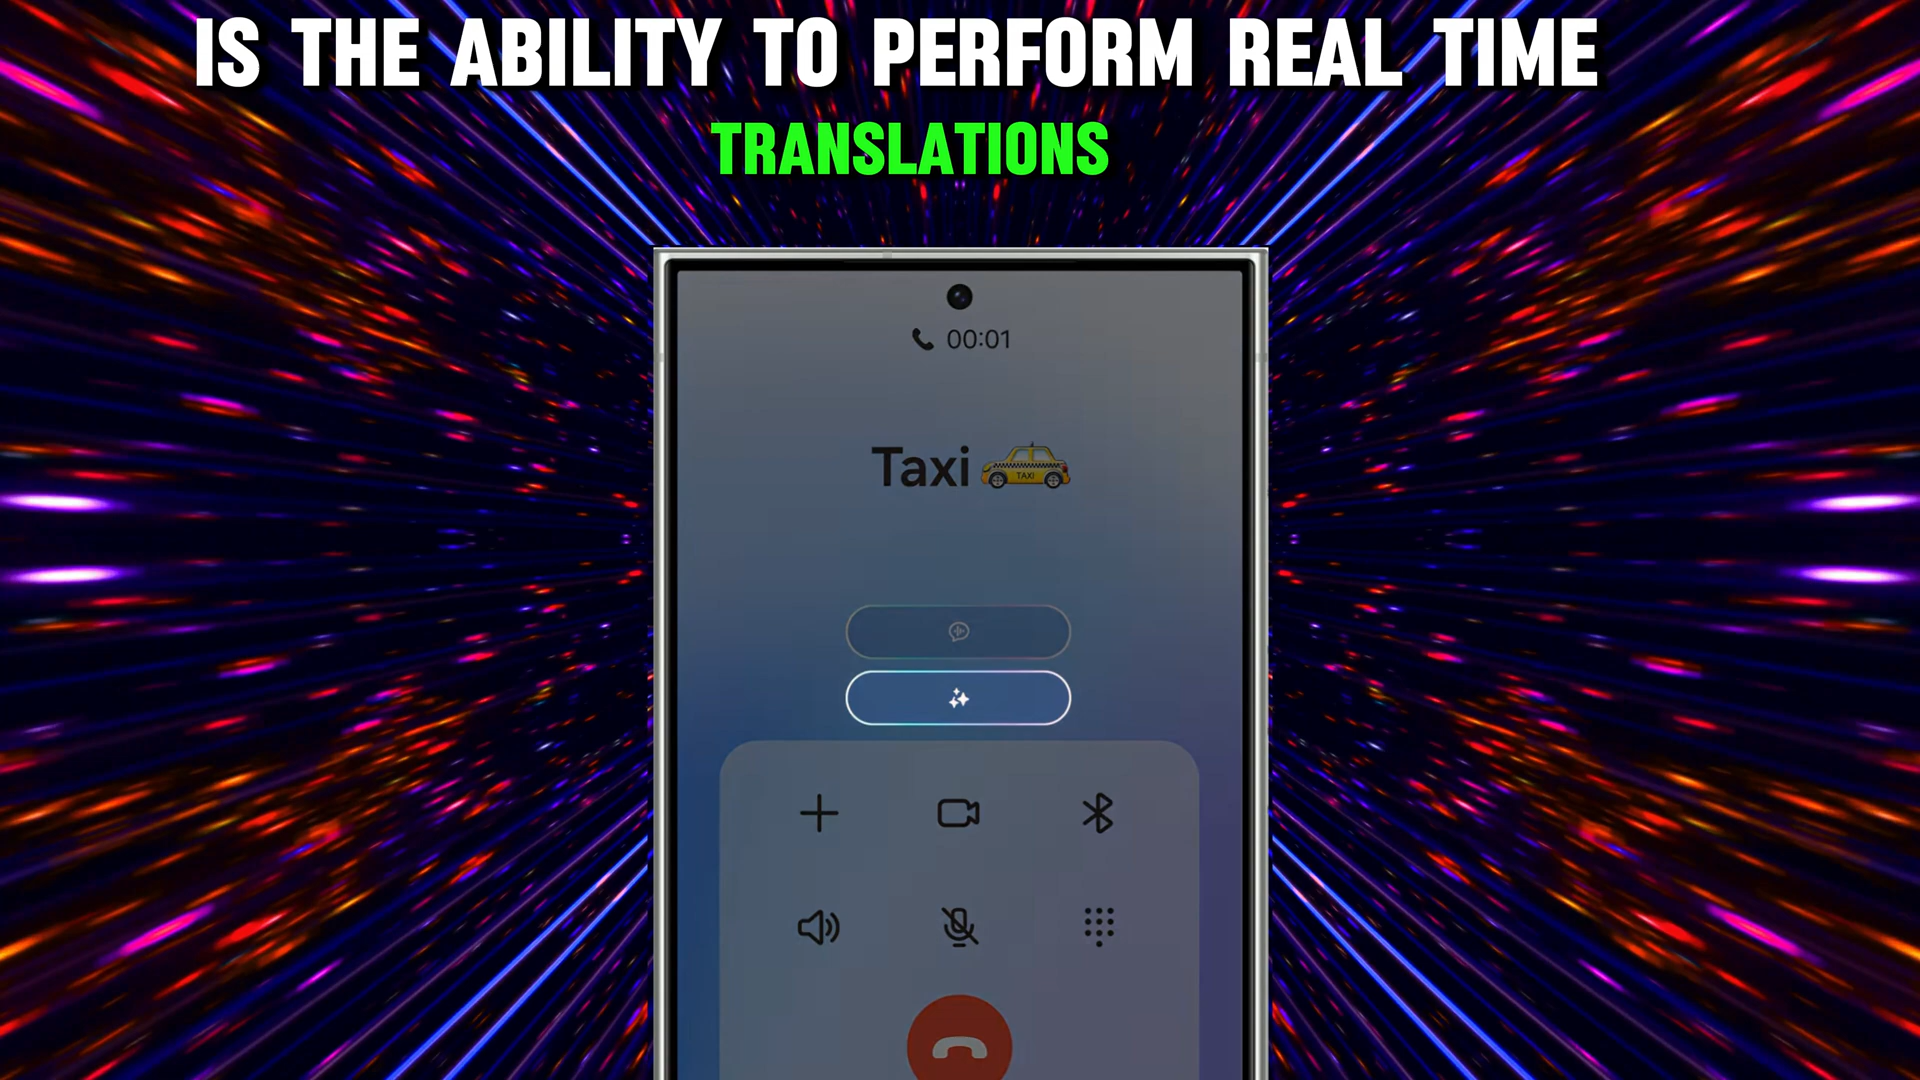 IS THE ABILITY TO PERFORM REAL TIME
TRANSLATIONS
00:01
Taxi 🚕
TAXI